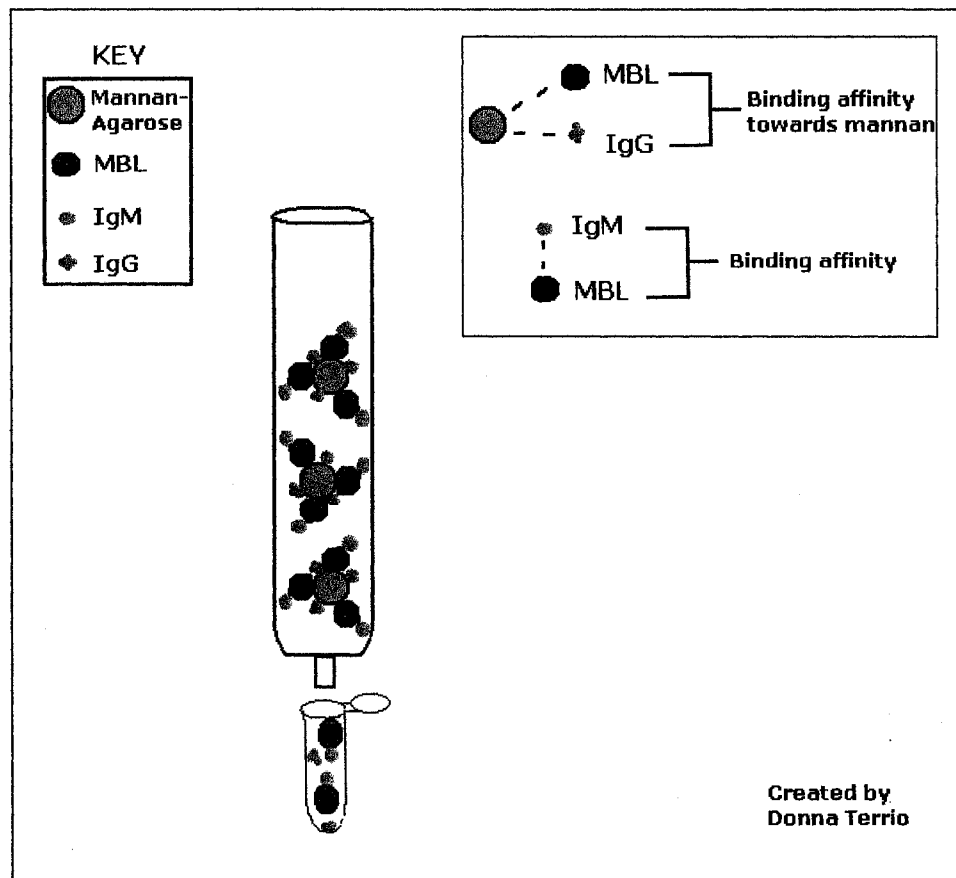 KEY
Mannan-
Agarose
MBL
IgM
IgG
MBL
IgG
Binding affinity
towards mannan
IgM
MBL
Binding affinity
Created by
Donna Terrio